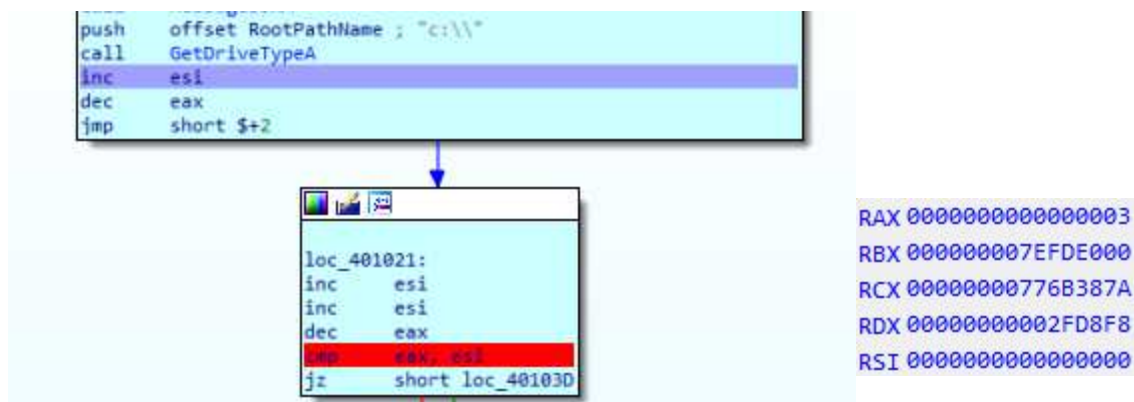 push offset RootPathName ; "c:\\"
call GetDriveTypeA
inc esi
dec eax
jmp short $+2
loc_401021:
inc esi
inc esi
dec eax
cmp eax, esi
jz short loc_40103D
RAX 0000000000000003
RBX 000000007EFDE000
RCX 00000000776B387A
RDX 00000000002FD8F8
RSI 0000000000000000